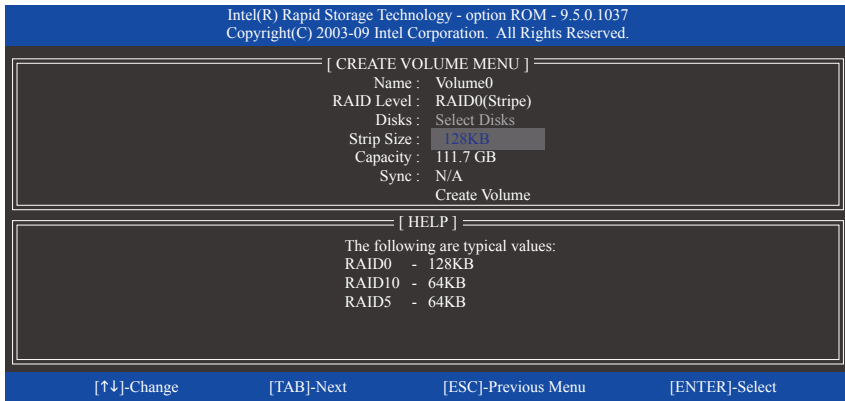 Intel(R) Rapid Storage Technology - option ROM - 9.5.0.1037
Copyright(C) 2003-09 Intel Corporation. All Rights Reserved.
[ CREATE VOLUME MENU ]
Name : Volume0
RAID Level : RAID0(Stripe)
Disks : Select Disks
Strip Size : 128KB
Capacity : 111.7 GB
Sync : N/A
Create Volume
[ HELP ]
The following are typical values:
RAID0 - 128KB
RAID10 - 64KB
RAID5 - 64KB
[↑↓]-Change [TAB]-Next [ESC]-Previous Menu [ENTER]-Select